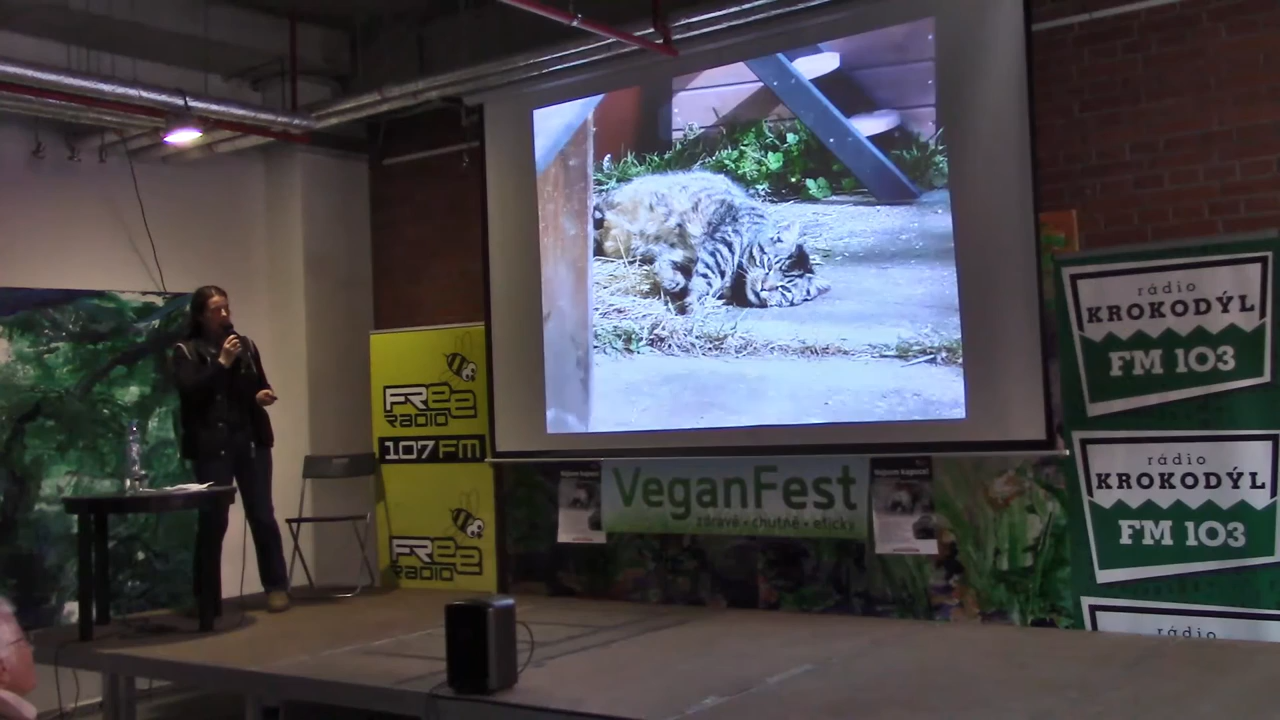 FREE
RADIO
107 FM
FREE
RADIO
VeganFest
zdravě • chutně • eticky
rádio
KROKODÝL
FM 103
rádio
KROKODÝL
FM 103
rádio